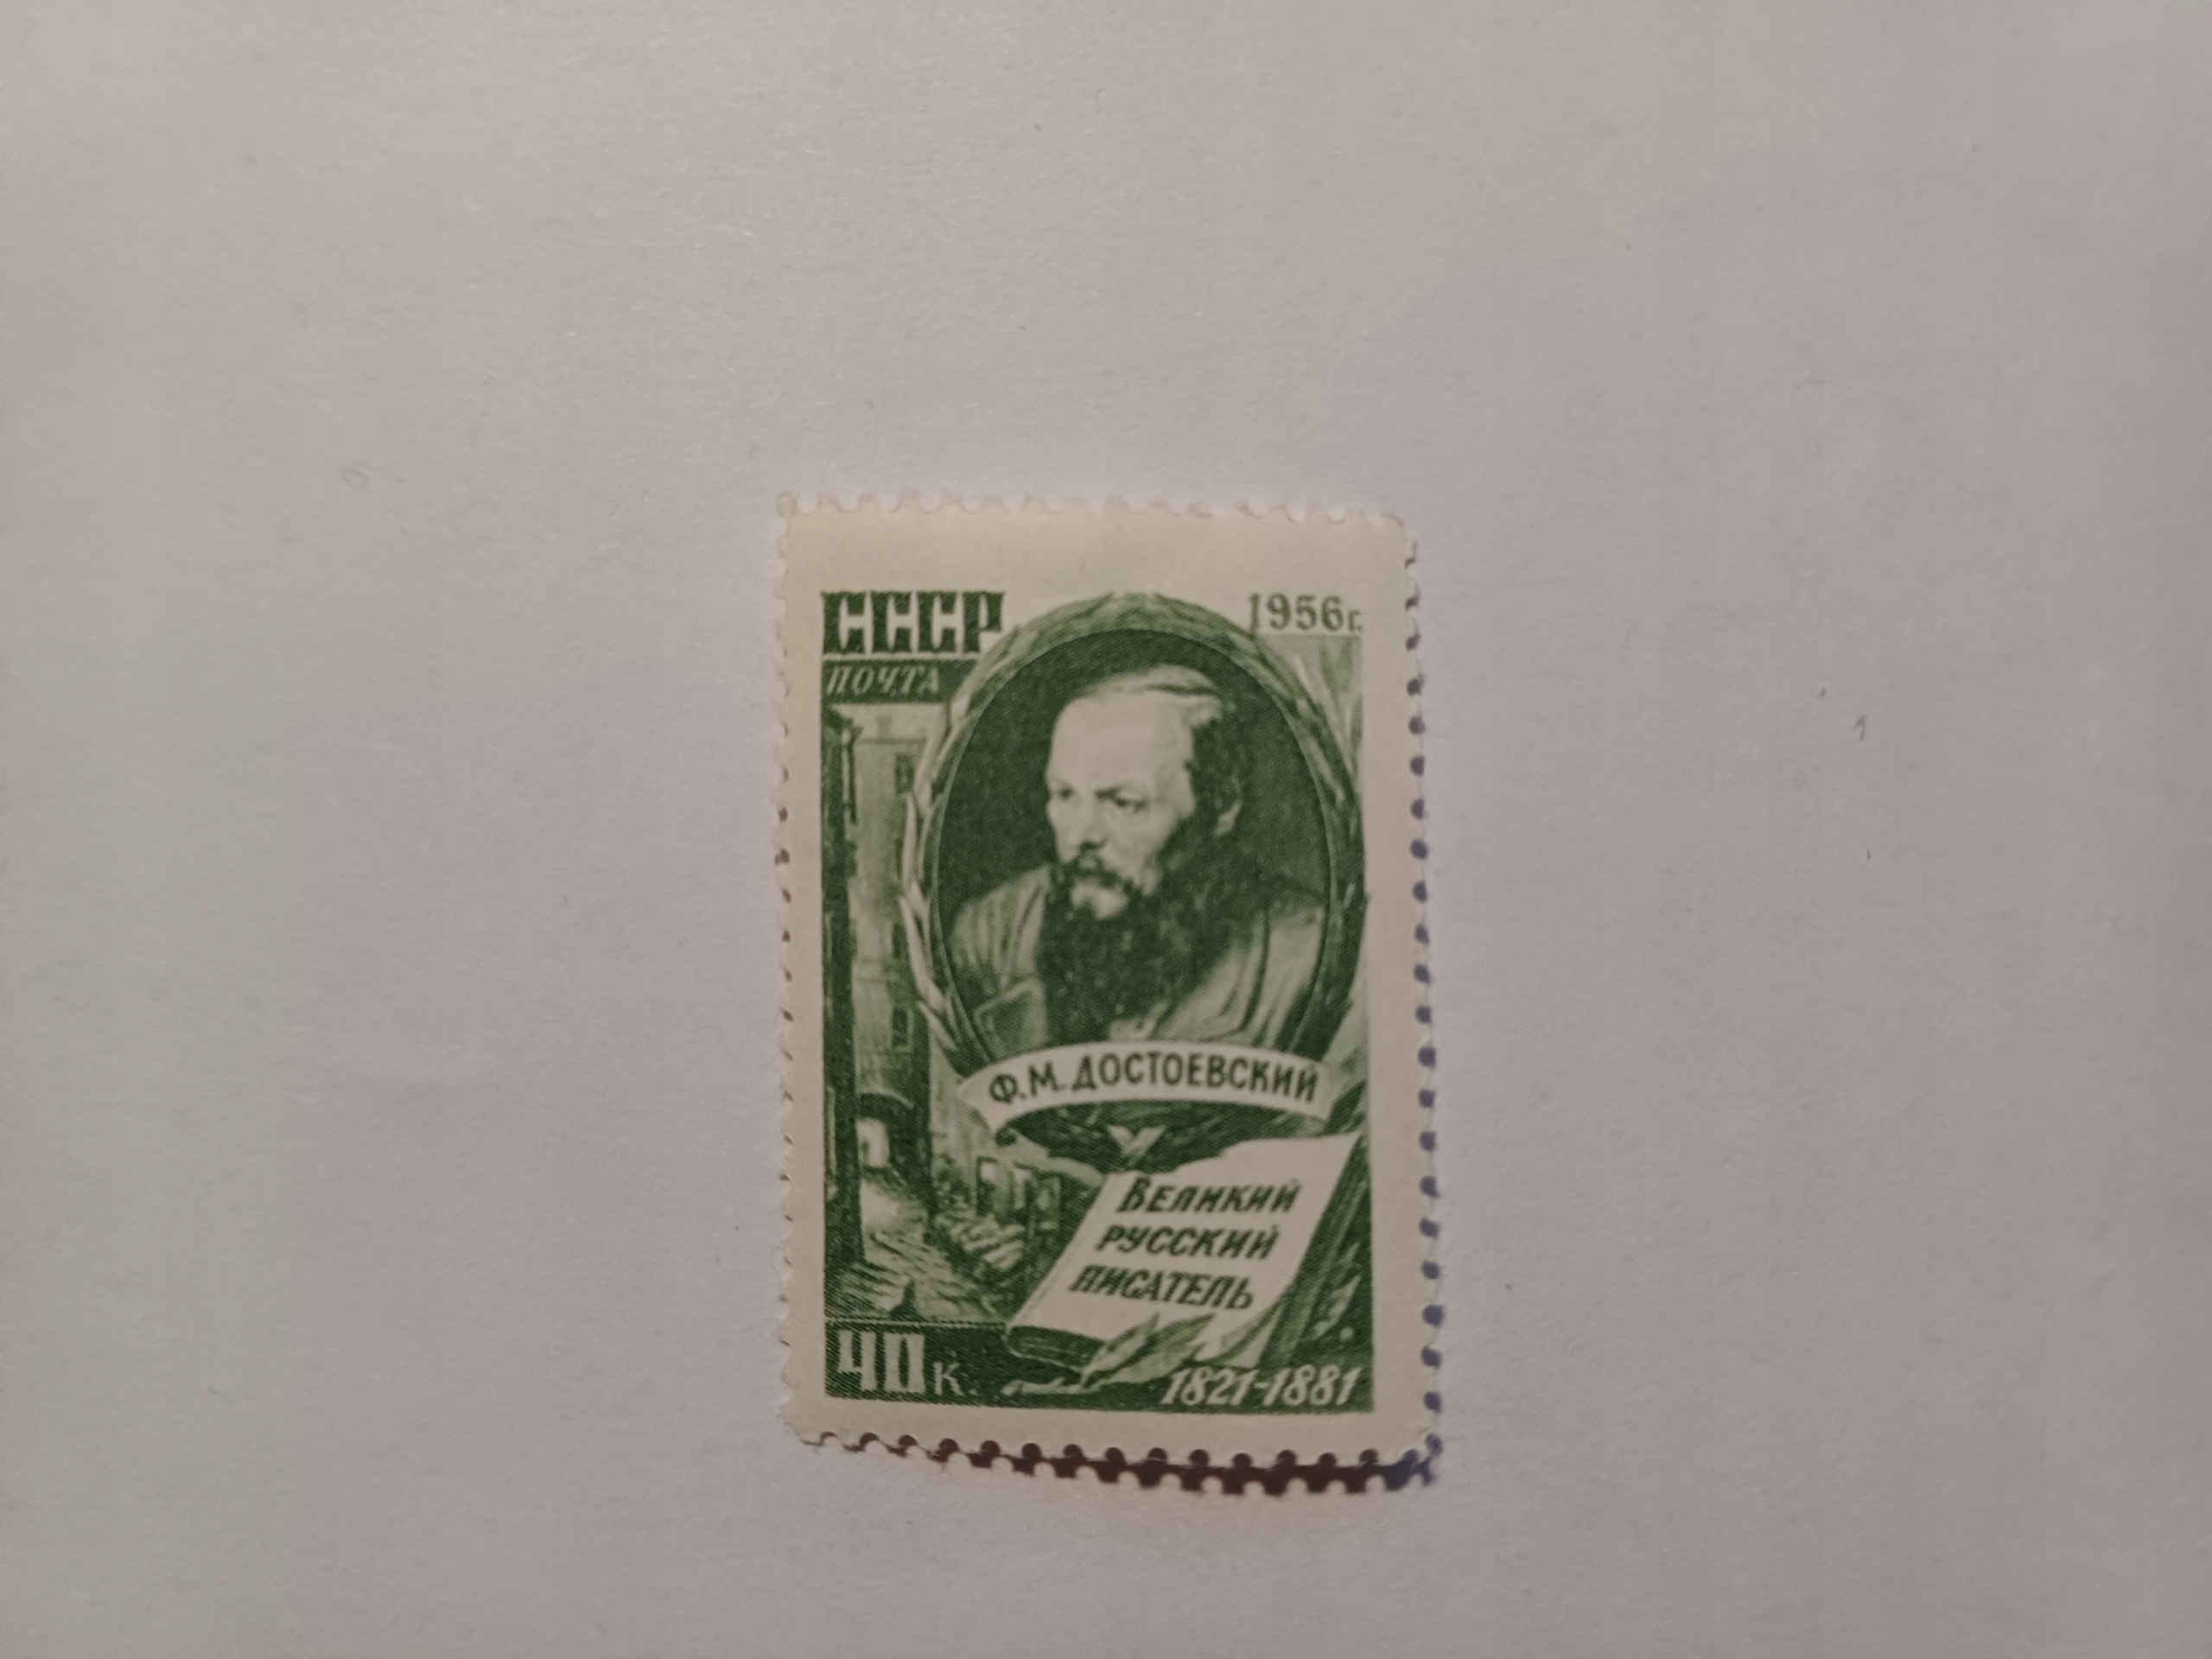 СССР
1956г.
ПОЧТА
Ф.М.ДОСТОЕВСКИЙ
ВЕЛИКИЙ
РУССКИЙ
ПИСАТЕЛЬ
40к.
1821-1881